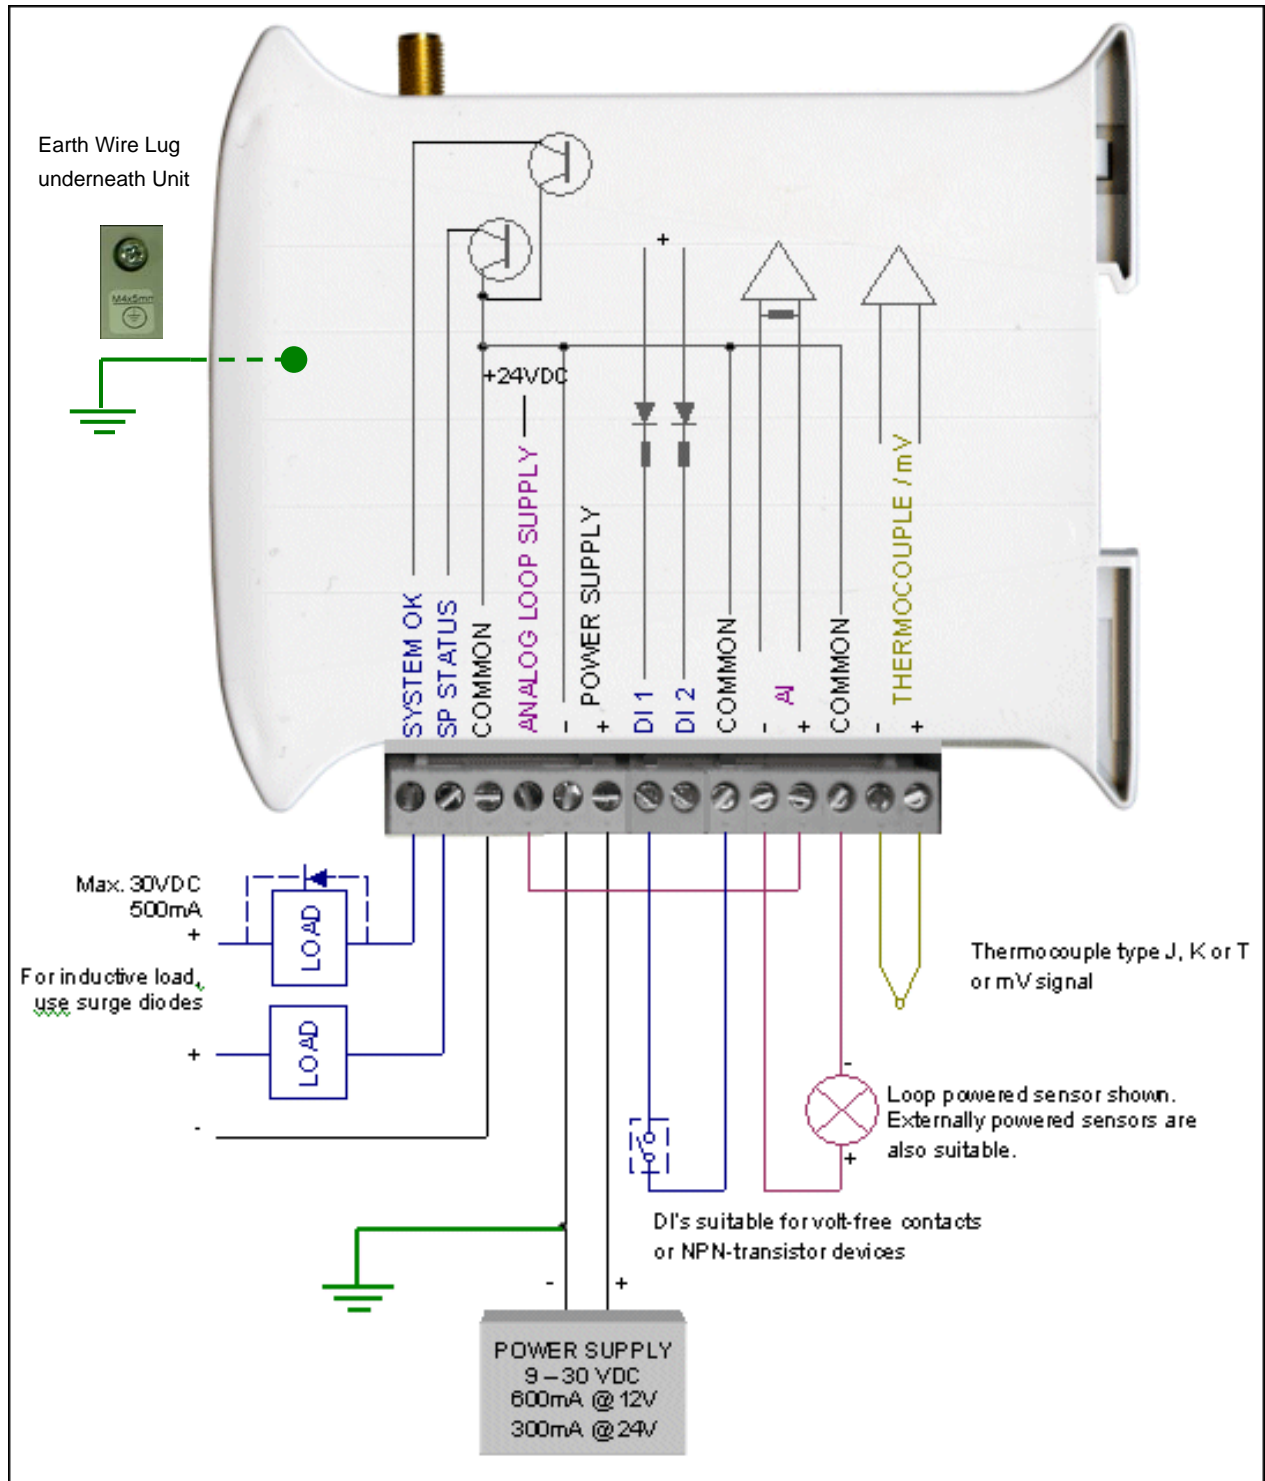 Earth Wire Lug
underneath Unit
M4x5mm
+
+24VDC
SYSTEM OK
SP STATUS
COMMON
ANALOG LOOP SUPPLY
- +
POWER SUPPLY
DI 1
DI 2
COMMON
- +
AI
COMMON
- +
THERMOCOUPLE / mV
Max. 30VDC
500mA
+
LOAD
For inductive load,
use surge diodes
+
LOAD
-
Thermocouple type J, K or T
or mV signal
-
Loop powered sensor shown.
Externally powered sensors are
also suitable.
+
DI's suitable for volt-free contacts
or NPN-transistor devices
- +
POWER SUPPLY
9 – 30 VDC
600mA @ 12V
300mA @ 24V